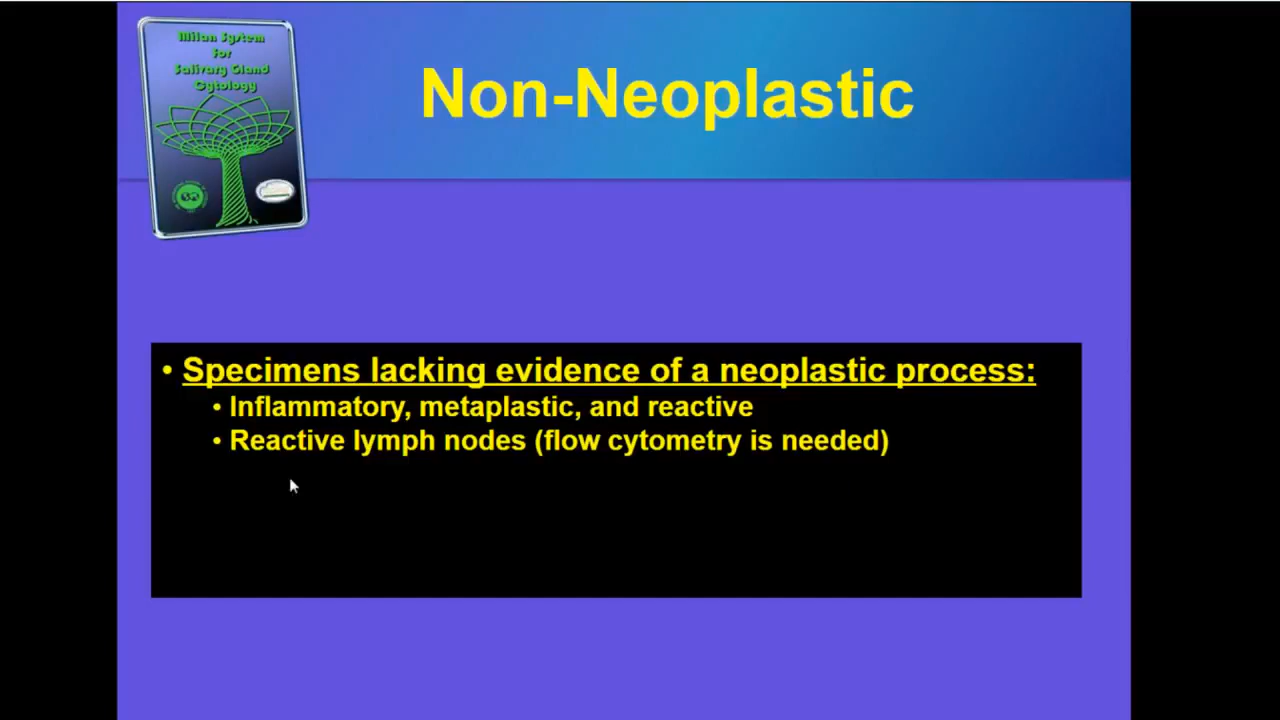 Milan System
For
Salivary Gland
Cytology
Non-Neoplastic
• Specimens lacking evidence of a neoplastic process:
• Inflammatory, metaplastic, and reactive
• Reactive lymph nodes (flow cytometry is needed)